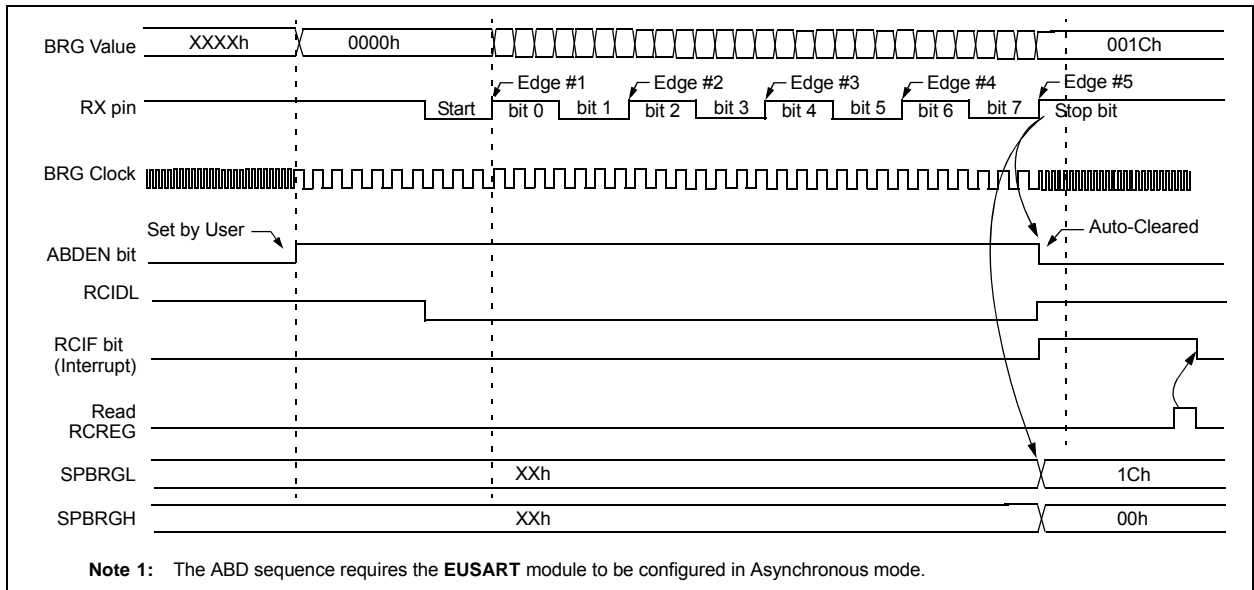 BRG Value XXXXh 0000h 001Ch
Edge #1 Edge #2 Edge #3 Edge #4 Edge #5
RX pin Start bit 0 bit 1 bit 2 bit 3 bit 4 bit 5 bit 6 bit 7 Stop bit
BRG Clock
Set by User Auto-Cleared
ABDEN bit
RCIDL
RCIF bit
(Interrupt)
Read
RCREG
SPBRGL XXh 1Ch
SPBRGH XXh 00h
Note 1: The ABD sequence requires the EUSART module to be configured in Asynchronous mode.